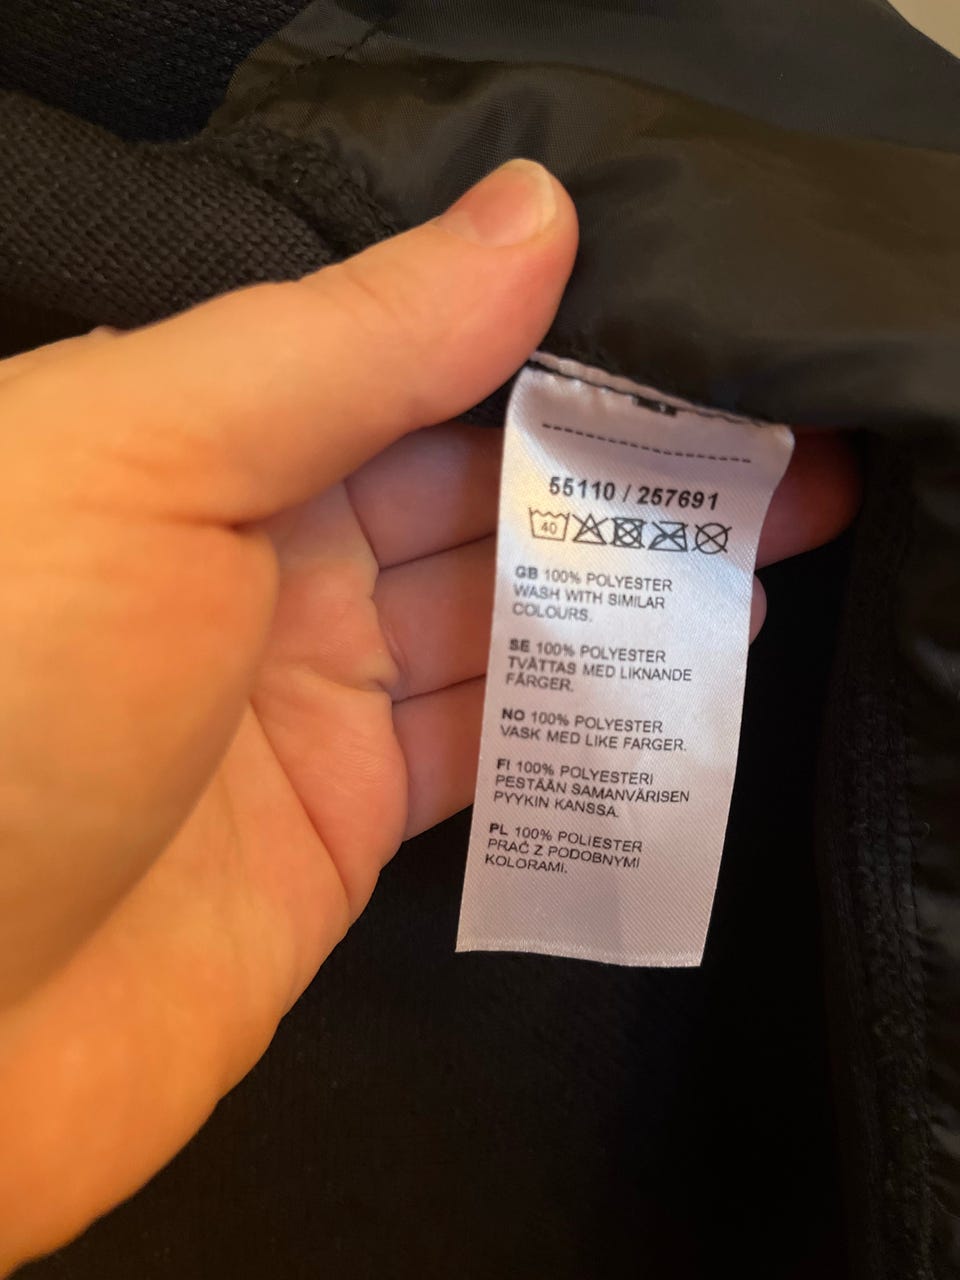 55110 / 257691
40
GB 100% POLYESTER
WASH WITH SIMILAR
COLOURS.
SE 100% POLYESTER
TVÄTTAS MED LIKNANDE
FÄRGER.
NO 100% POLYESTER
VASK MED LIKE FARGER.
FI 100% POLYESTERI
PESTÄÄN SAMANVÄRISEN
PYYKIN KANSSA.
PL 100% POLIESTER
PRAĆ Z PODOBNYMI
KOLORAMI.